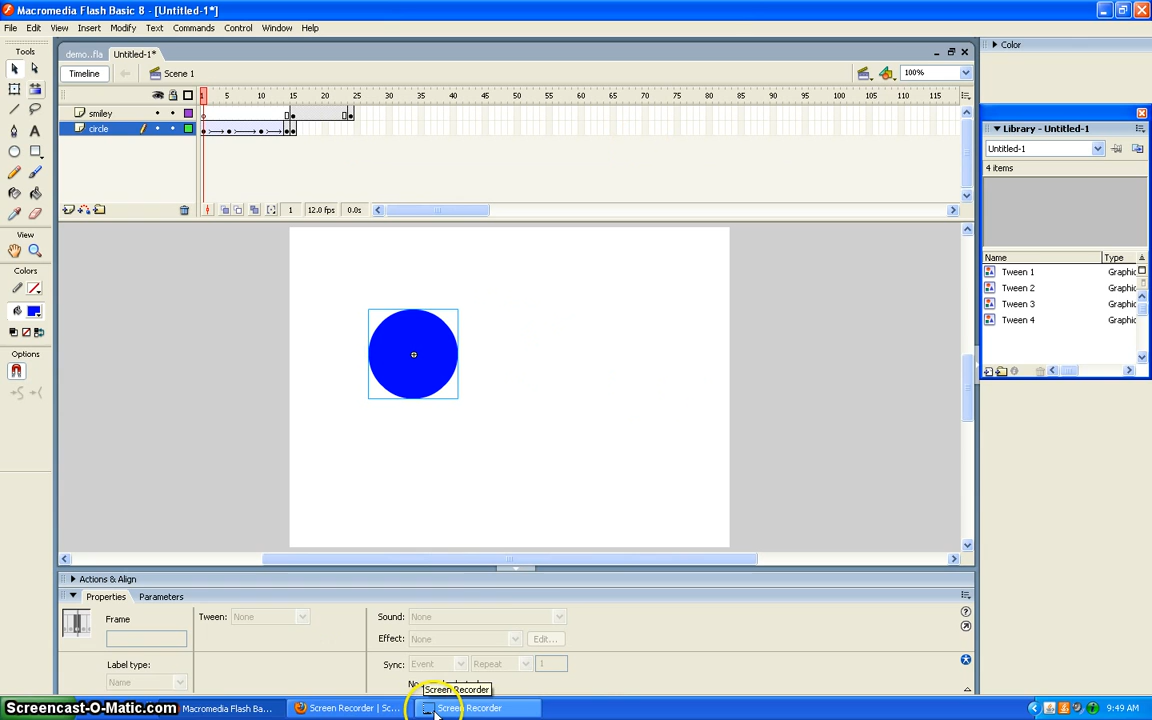 Macromedia Flash Basic 8 - [Untitled-1*]
File Edit View Insert Modify Text Commands Control Window Help
Tools
demo..fla Untitled-1*
Color
Timeline Scene 1 100%
1 5 10 15 20 25 30 35 40 45 50 55 60 65 70 75 80 85 90 95 100 105 110 115
smiley
circle
Library - Untitled-1
Untitled-1
4 items
1 12.0 fps 0.0s
View
Colors
Options
Name Type
Tween 1 Graphic
Tween 2 Graphic
Tween 3 Graphic
Tween 4 Graphic
Actions & Align
Properties Parameters
Frame
Tween: None
Sound: None
Effect: None Edit...
Label type:
Name
Sync: Event Repeat 1
No
Screen Recorder
Screencast-O-Matic.com
Macromedia Flash Ba...
Screen Recorder | Sc...
Screen Recorder
9:49 AM